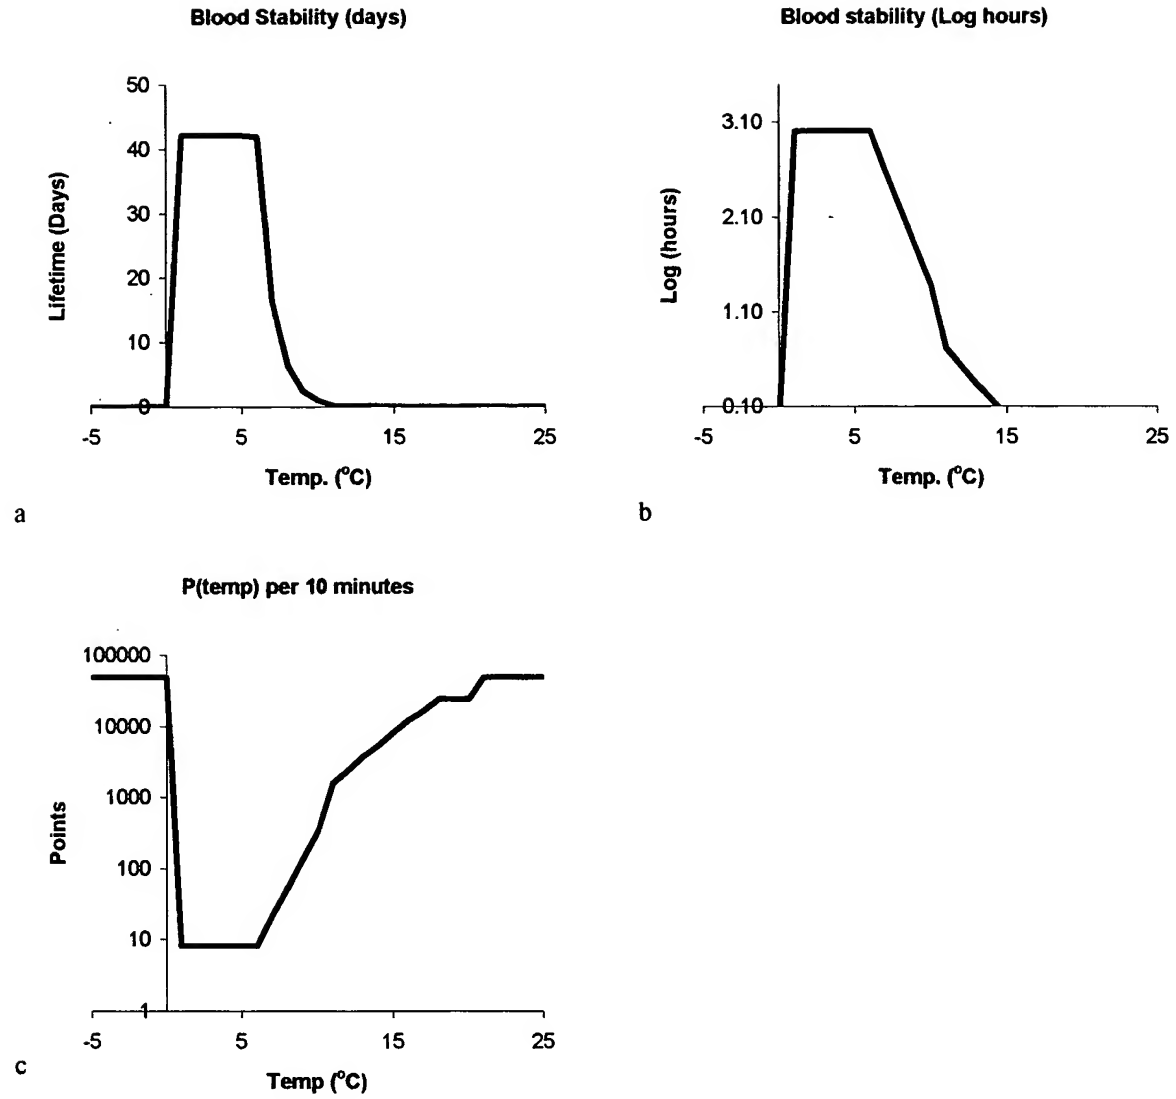 Blood Stability (days)
50
40
30
20
10
0
-5
5
15
25
Lifetime (Days)
Temp. (°C)
a
Blood stability (Log hours)
3.10
2.10
1.10
0.10
-5
5
15
25
Log (hours)
Temp. (°C)
b
P(temp) per 10 minutes
100000
10000
1000
100
10
1
-5
5
15
25
Points
Temp (°C)
c